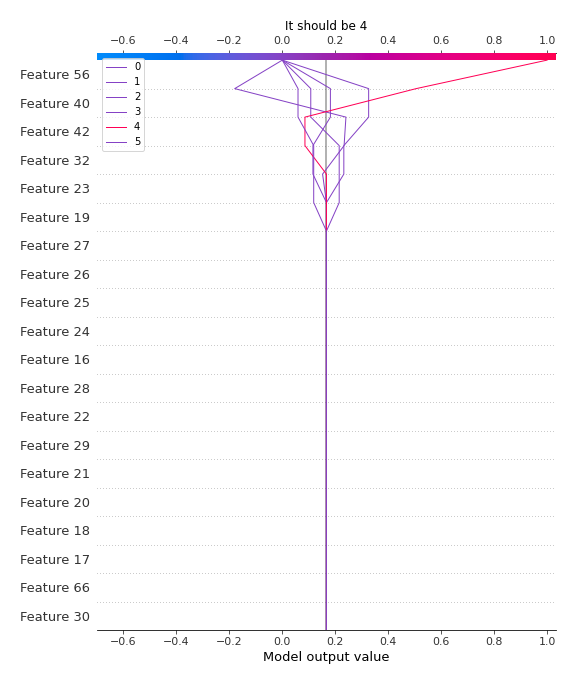 It should be 4
−0.6 −0.4 −0.2 0.0 0.2 0.4 0.6 0.8 1.0
0
1
2
3
4
5
Feature 56
Feature 40
Feature 42
Feature 32
Feature 23
Feature 19
Feature 27
Feature 26
Feature 25
Feature 24
Feature 16
Feature 28
Feature 22
Feature 29
Feature 21
Feature 20
Feature 18
Feature 17
Feature 66
Feature 30
−0.6 −0.4 −0.2 0.0 0.2 0.4 0.6 0.8 1.0
Model output value